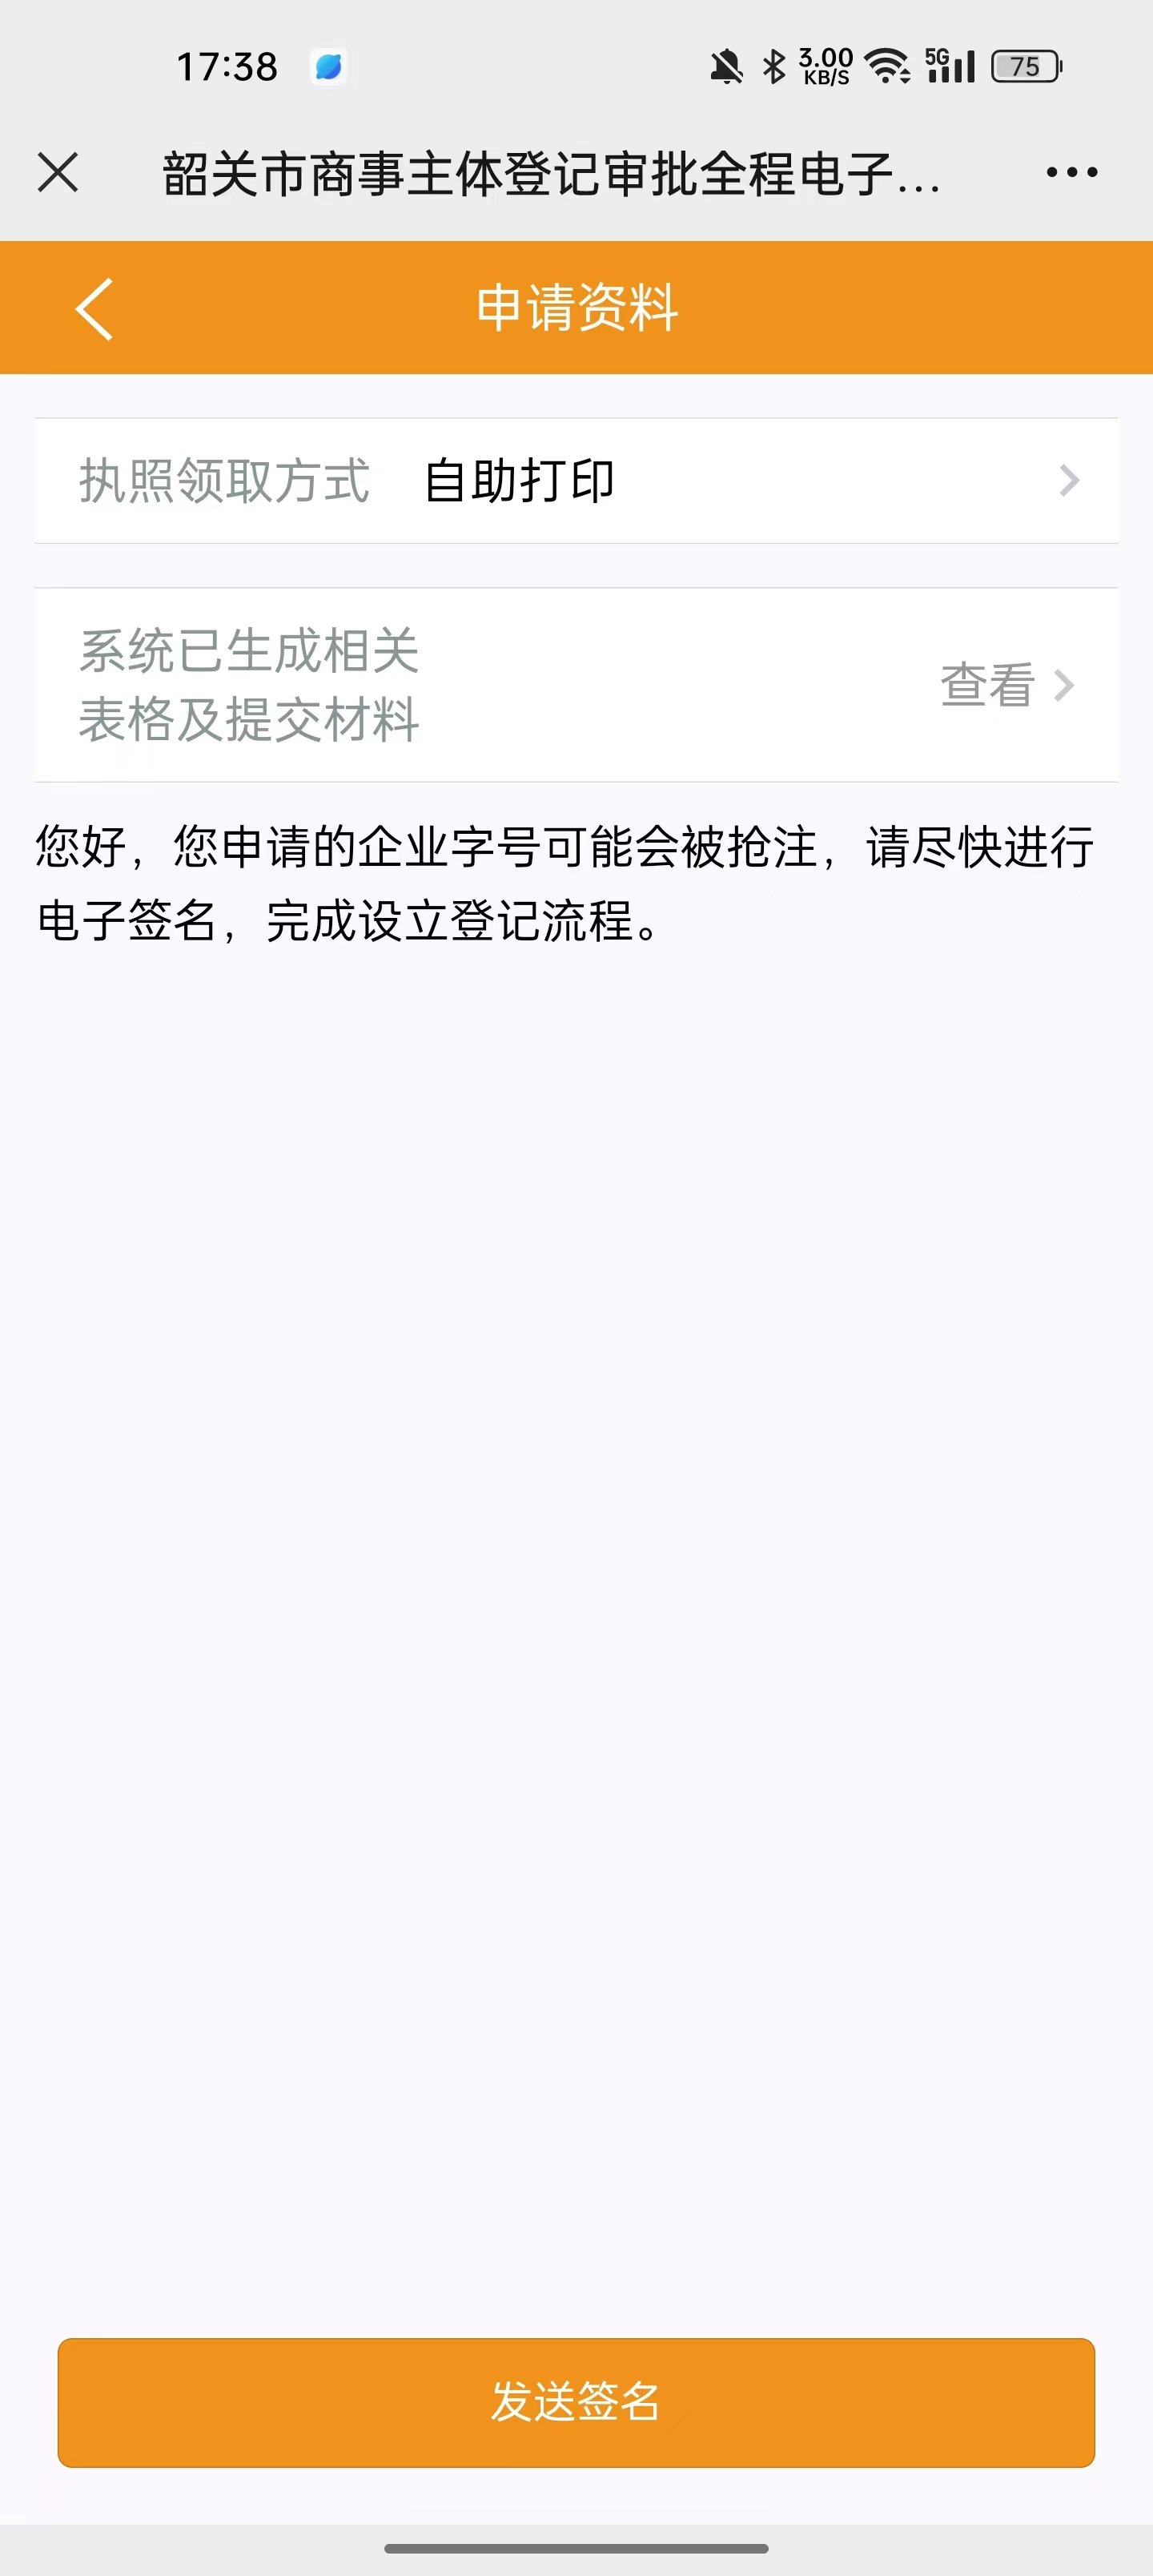 17:38
3.00
KB/S
5G
75
韶关市商事主体登记审批全程电子...
申请资料
执照领取方式 自助打印
系统已生成相关
表格及提交材料
查看
您好，您申请的企业字号可能会被抢注，请尽快进行
电子签名，完成设立登记流程。
发送签名